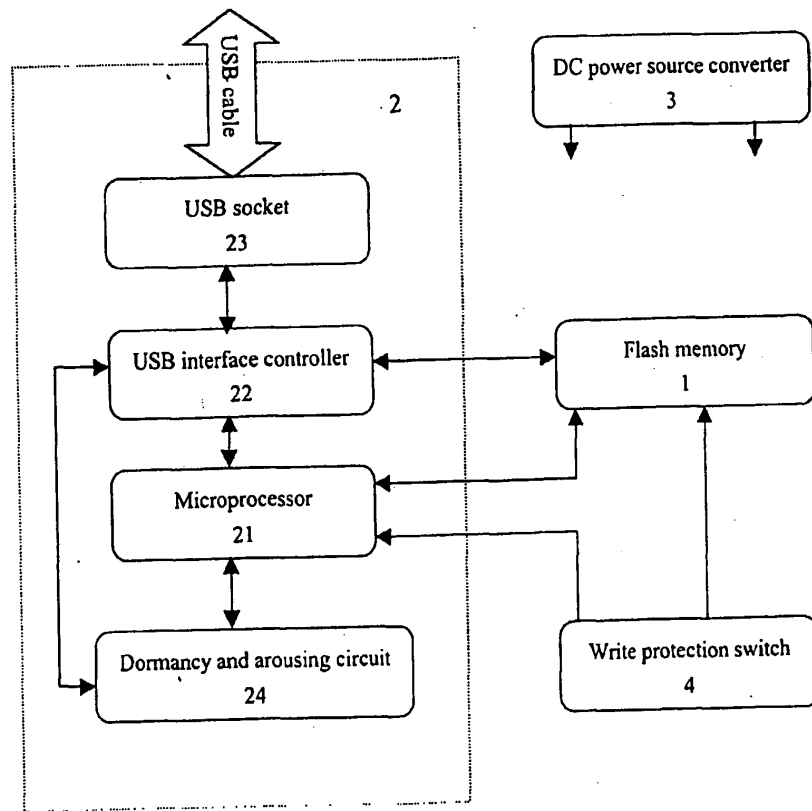 USB cable
2
DC power source converter
3
USB socket
23
USB interface controller
22
Flash memory
1
Microprocessor
21
Dormancy and arousing circuit
24
Write protection switch
4